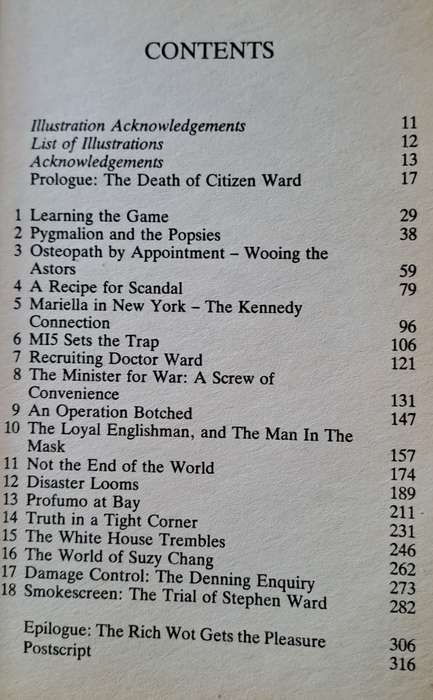 CONTENTS
Illustration Acknowledgements 11
List of Illustrations 12
Acknowledgements 13
Prologue: The Death of Citizen Ward 17
1 Learning the Game 29
2 Pygmalion and the Popsies 38
3 Osteopath by Appointment – Wooing the
Astors 59
4 A Recipe for Scandal 79
5 Mariella in New York – The Kennedy
Connection 96
6 MI5 Sets the Trap 106
7 Recruiting Doctor Ward 121
8 The Minister for War: A Screw of
Convenience 131
9 An Operation Botched 147
10 The Loyal Englishman, and The Man In The
Mask 157
11 Not the End of the World 174
12 Disaster Looms 189
13 Profumo at Bay 211
14 Truth in a Tight Corner 231
15 The White House Trembles 246
16 The World of Suzy Chang 262
17 Damage Control: The Denning Enquiry 273
18 Smokescreen: The Trial of Stephen Ward 282
Epilogue: The Rich Wot Gets the Pleasure 306
Postscript 316